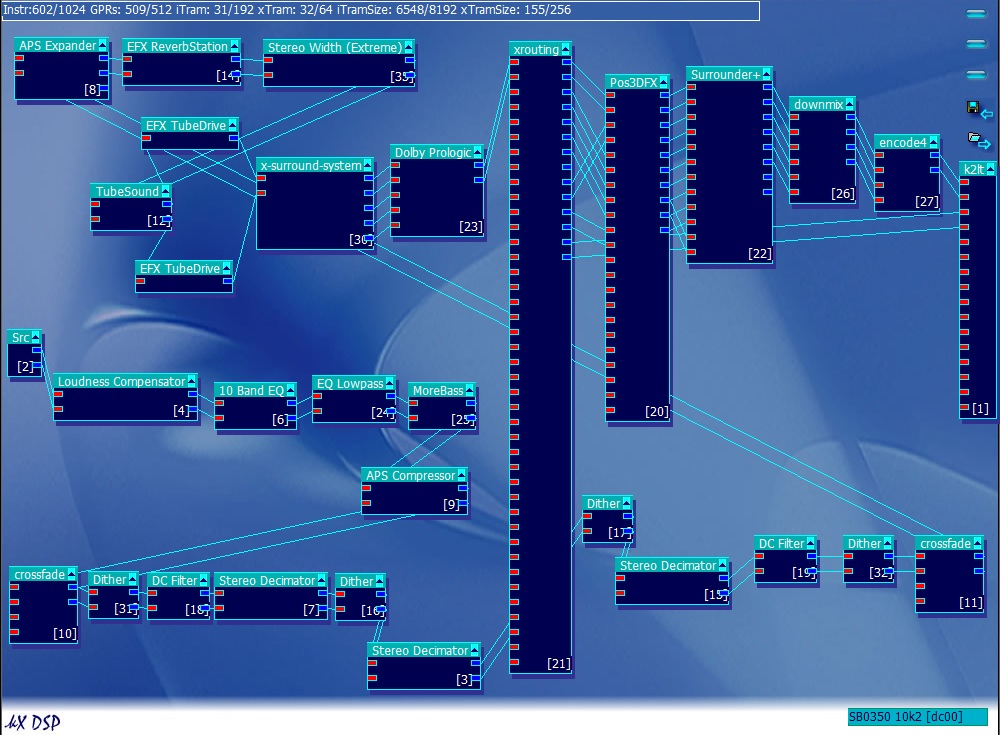 Instr:602/1024 GPRs: 509/512 iTram: 31/192 xTram: 32/64 iTramSize: 6548/8192 xTramSize: 155/256
APS Expander
[8]
EFX ReverbStation
[14]
Stereo Width (Extreme)
[35]
xrouting
[21]
Pos3DFX
[20]
Surrounder+
[22]
downmix
[26]
encode4
[27]
k2lt
[1]
EFX TubeDrive
x-surround-system
[30]
Dolby Prologic
[23]
TubeSound
[12]
EFX TubeDrive
Src
[2]
Loudness Compensator
[4]
10 Band EQ
[6]
EQ Lowpass
[24]
MoreBass
[25]
APS Compressor
[9]
Dither
[17]
Stereo Decimator
[15]
DC Filter
[19]
Dither
[32]
crossfade
[11]
crossfade
[10]
Dither
[31]
DC Filter
[18]
Stereo Decimator
[7]
Dither
[16]
Stereo Decimator
[3]
kX DSP
SB0350 10k2 [dc00]